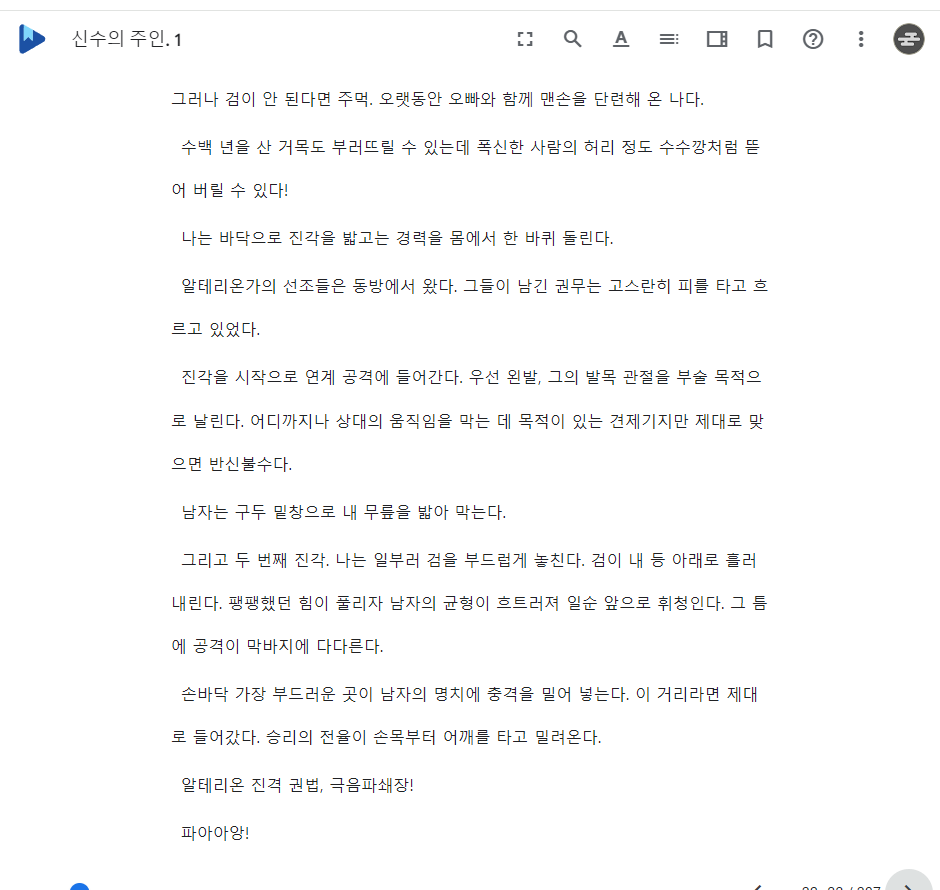 신수의 주인. 1
그러나 검이 안 된다면 주먹. 오랫동안 오빠와 함께 맨손을 단련해 온 나다.
수백 년을 산 거목도 부러뜨릴 수 있는데 폭신한 사람의 허리 정도 수수깡처럼 뜯
어 버릴 수 있다!
나는 바닥으로 진각을 밟고는 경력을 몸에서 한 바퀴 돌린다.
알테리온가의 선조들은 동방에서 왔다. 그들이 남긴 권무는 고스란히 피를 타고 흐
르고 있었다.
진각을 시작으로 연계 공격에 들어간다. 우선 왼발, 그의 발목 관절을 부술 목적으
로 날린다. 어디까지나 상대의 움직임을 막는 데 목적이 있는 견제기지만 제대로 맞
으면 반신불수다.
남자는 구두 밑창으로 내 무릎을 밟아 막는다.
그리고 두 번째 진각. 나는 일부러 검을 부드럽게 놓친다. 검이 내 등 아래로 흘러
내린다. 팽팽했던 힘이 풀리자 남자의 균형이 흐트러져 일순 앞으로 휘청인다. 그 틈
에 공격이 막바지에 다다른다.
손바닥 가장 부드러운 곳이 남자의 명치에 충격을 밀어 넣는다. 이 거리라면 제대
로 들어갔다. 승리의 전율이 손목부터 어깨를 타고 밀려온다.
알테리온 진격 권법, 극음파쇄장!
파아아앙!